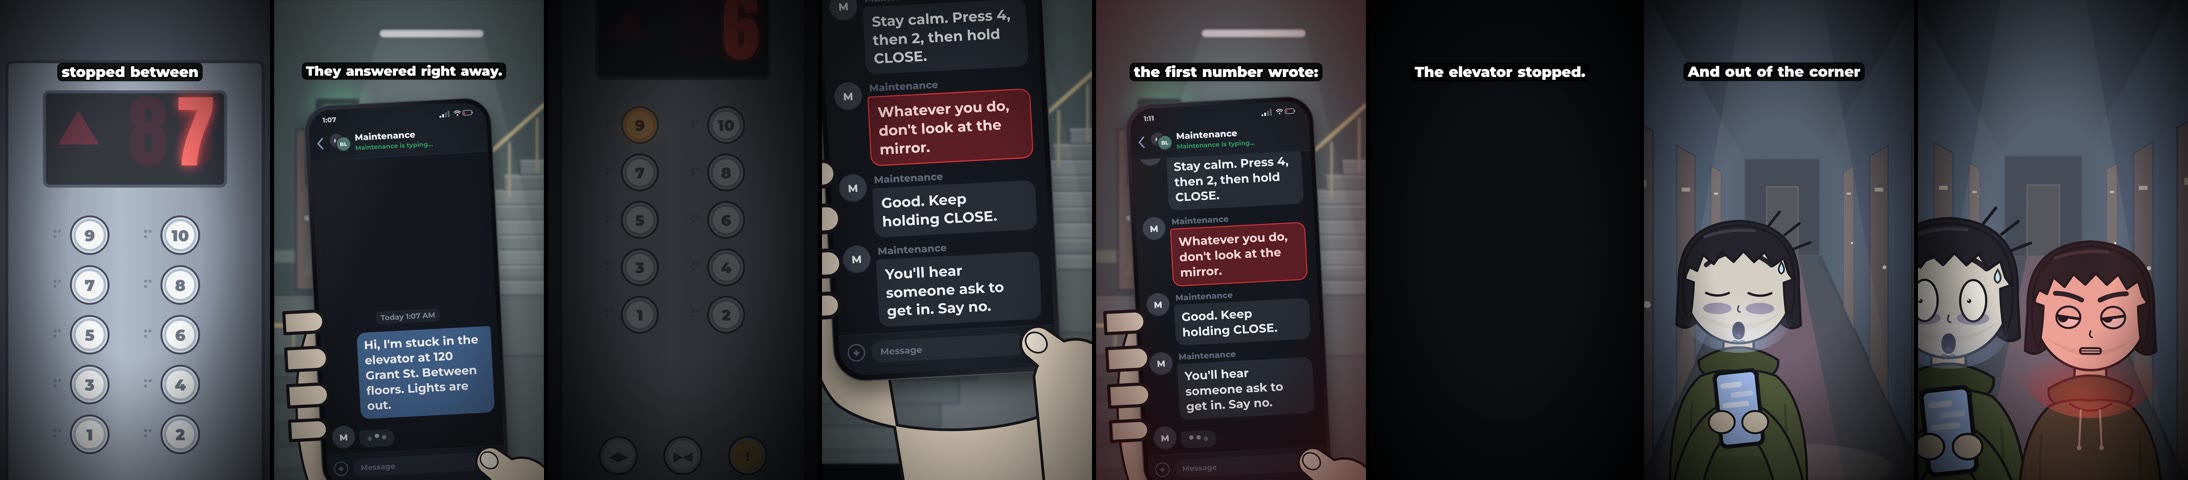 stopped between
87
9 10
7 8
5 6
3 4
1 2
They answered right away.
1:07
Maintenance
BL
Maintenance is typing...
Today 1:07 AM
Hi, I'm stuck in the
elevator at 120
Grant St. Between
floors. Lights are
out.
M
Message
6
9 10
7 8
5 6
3 4
1 2
!
M
Stay calm. Press 4,
then 2, then hold
CLOSE.
Maintenance
M
Whatever you do,
don't look at the
mirror.
Maintenance
M
Good. Keep
holding CLOSE.
Maintenance
M
You'll hear
someone ask to
get in. Say no.
Message
the first number wrote:
1:11
Maintenance
BL
Maintenance is typing...
Stay calm. Press 4,
then 2, then hold
CLOSE.
Maintenance
M
Whatever you do,
don't look at the
mirror.
Maintenance
M
Good. Keep
holding CLOSE.
Maintenance
M
You'll hear
someone ask to
get in. Say no.
M
Message
The elevator stopped.
And out of the corner